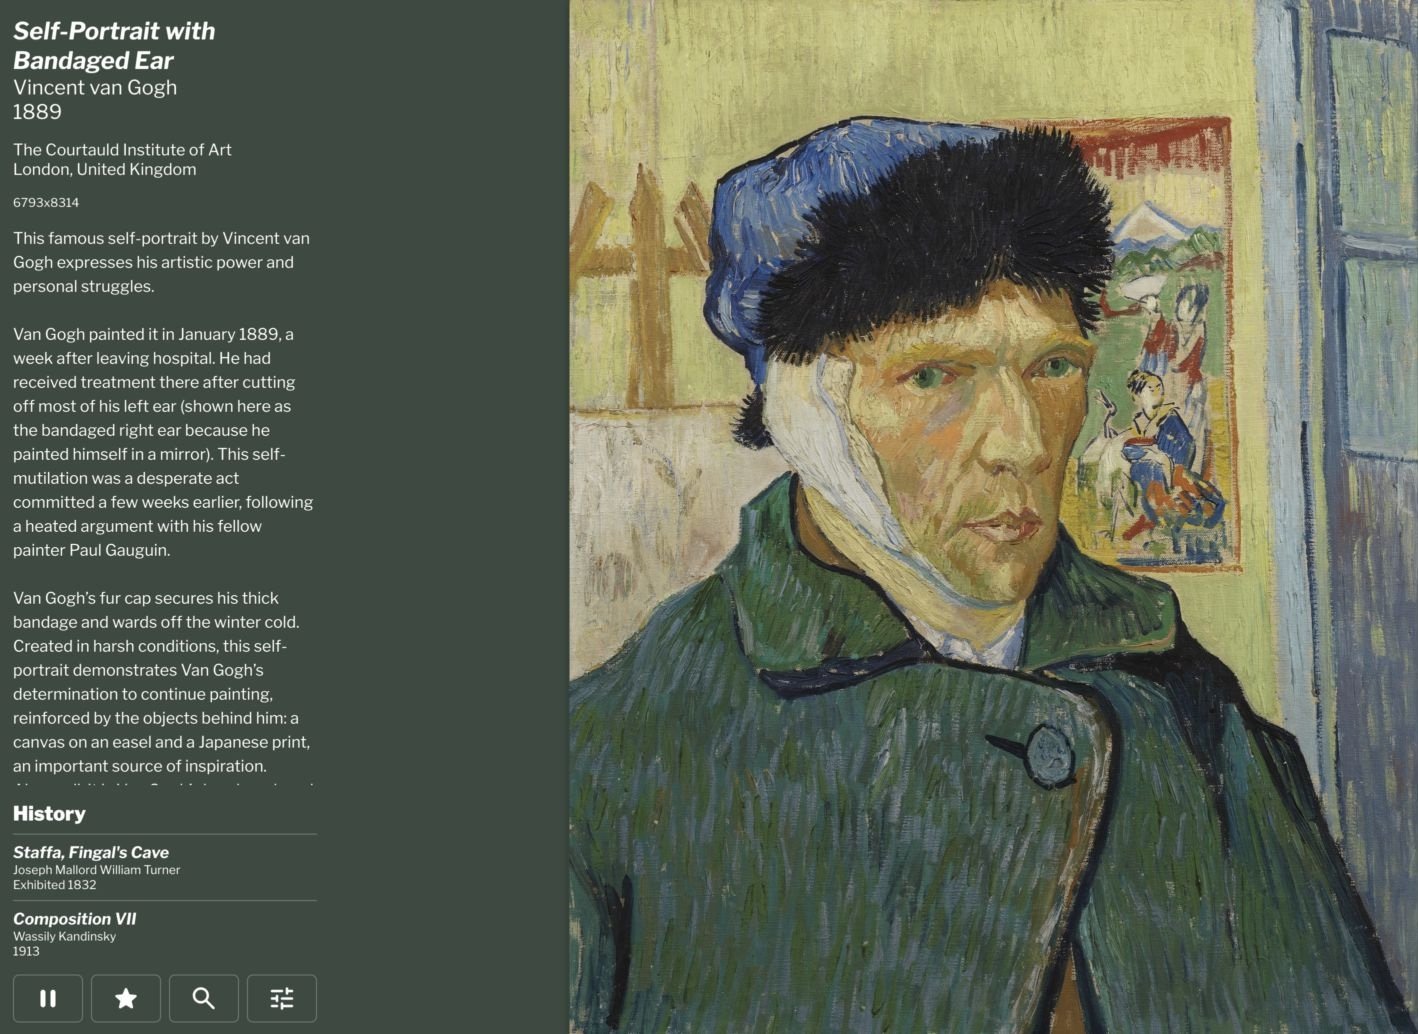 Self-Portrait with
Bandaged Ear
Vincent van Gogh
1889
The Courtauld Institute of Art
London, United Kingdom
6793x8314
This famous self-portrait by Vincent van
Gogh expresses his artistic power and
personal struggles.
Van Gogh painted it in January 1889, a
week after leaving hospital. He had
received treatment there after cutting
off most of his left ear (shown here as
the bandaged right ear because he
painted himself in a mirror). This self-
mutilation was a desperate act
committed a few weeks earlier, following
a heated argument with his fellow
painter Paul Gauguin.
Van Gogh’s fur cap secures his thick
bandage and wards off the winter cold.
Created in harsh conditions, this self-
portrait demonstrates Van Gogh’s
determination to continue painting,
reinforced by the objects behind him: a
canvas on an easel and a Japanese print,
an important source of inspiration.
History
Staffa, Fingal's Cave
Joseph Mallord William Turner
Exhibited 1832
Composition VII
Wassily Kandinsky
1913